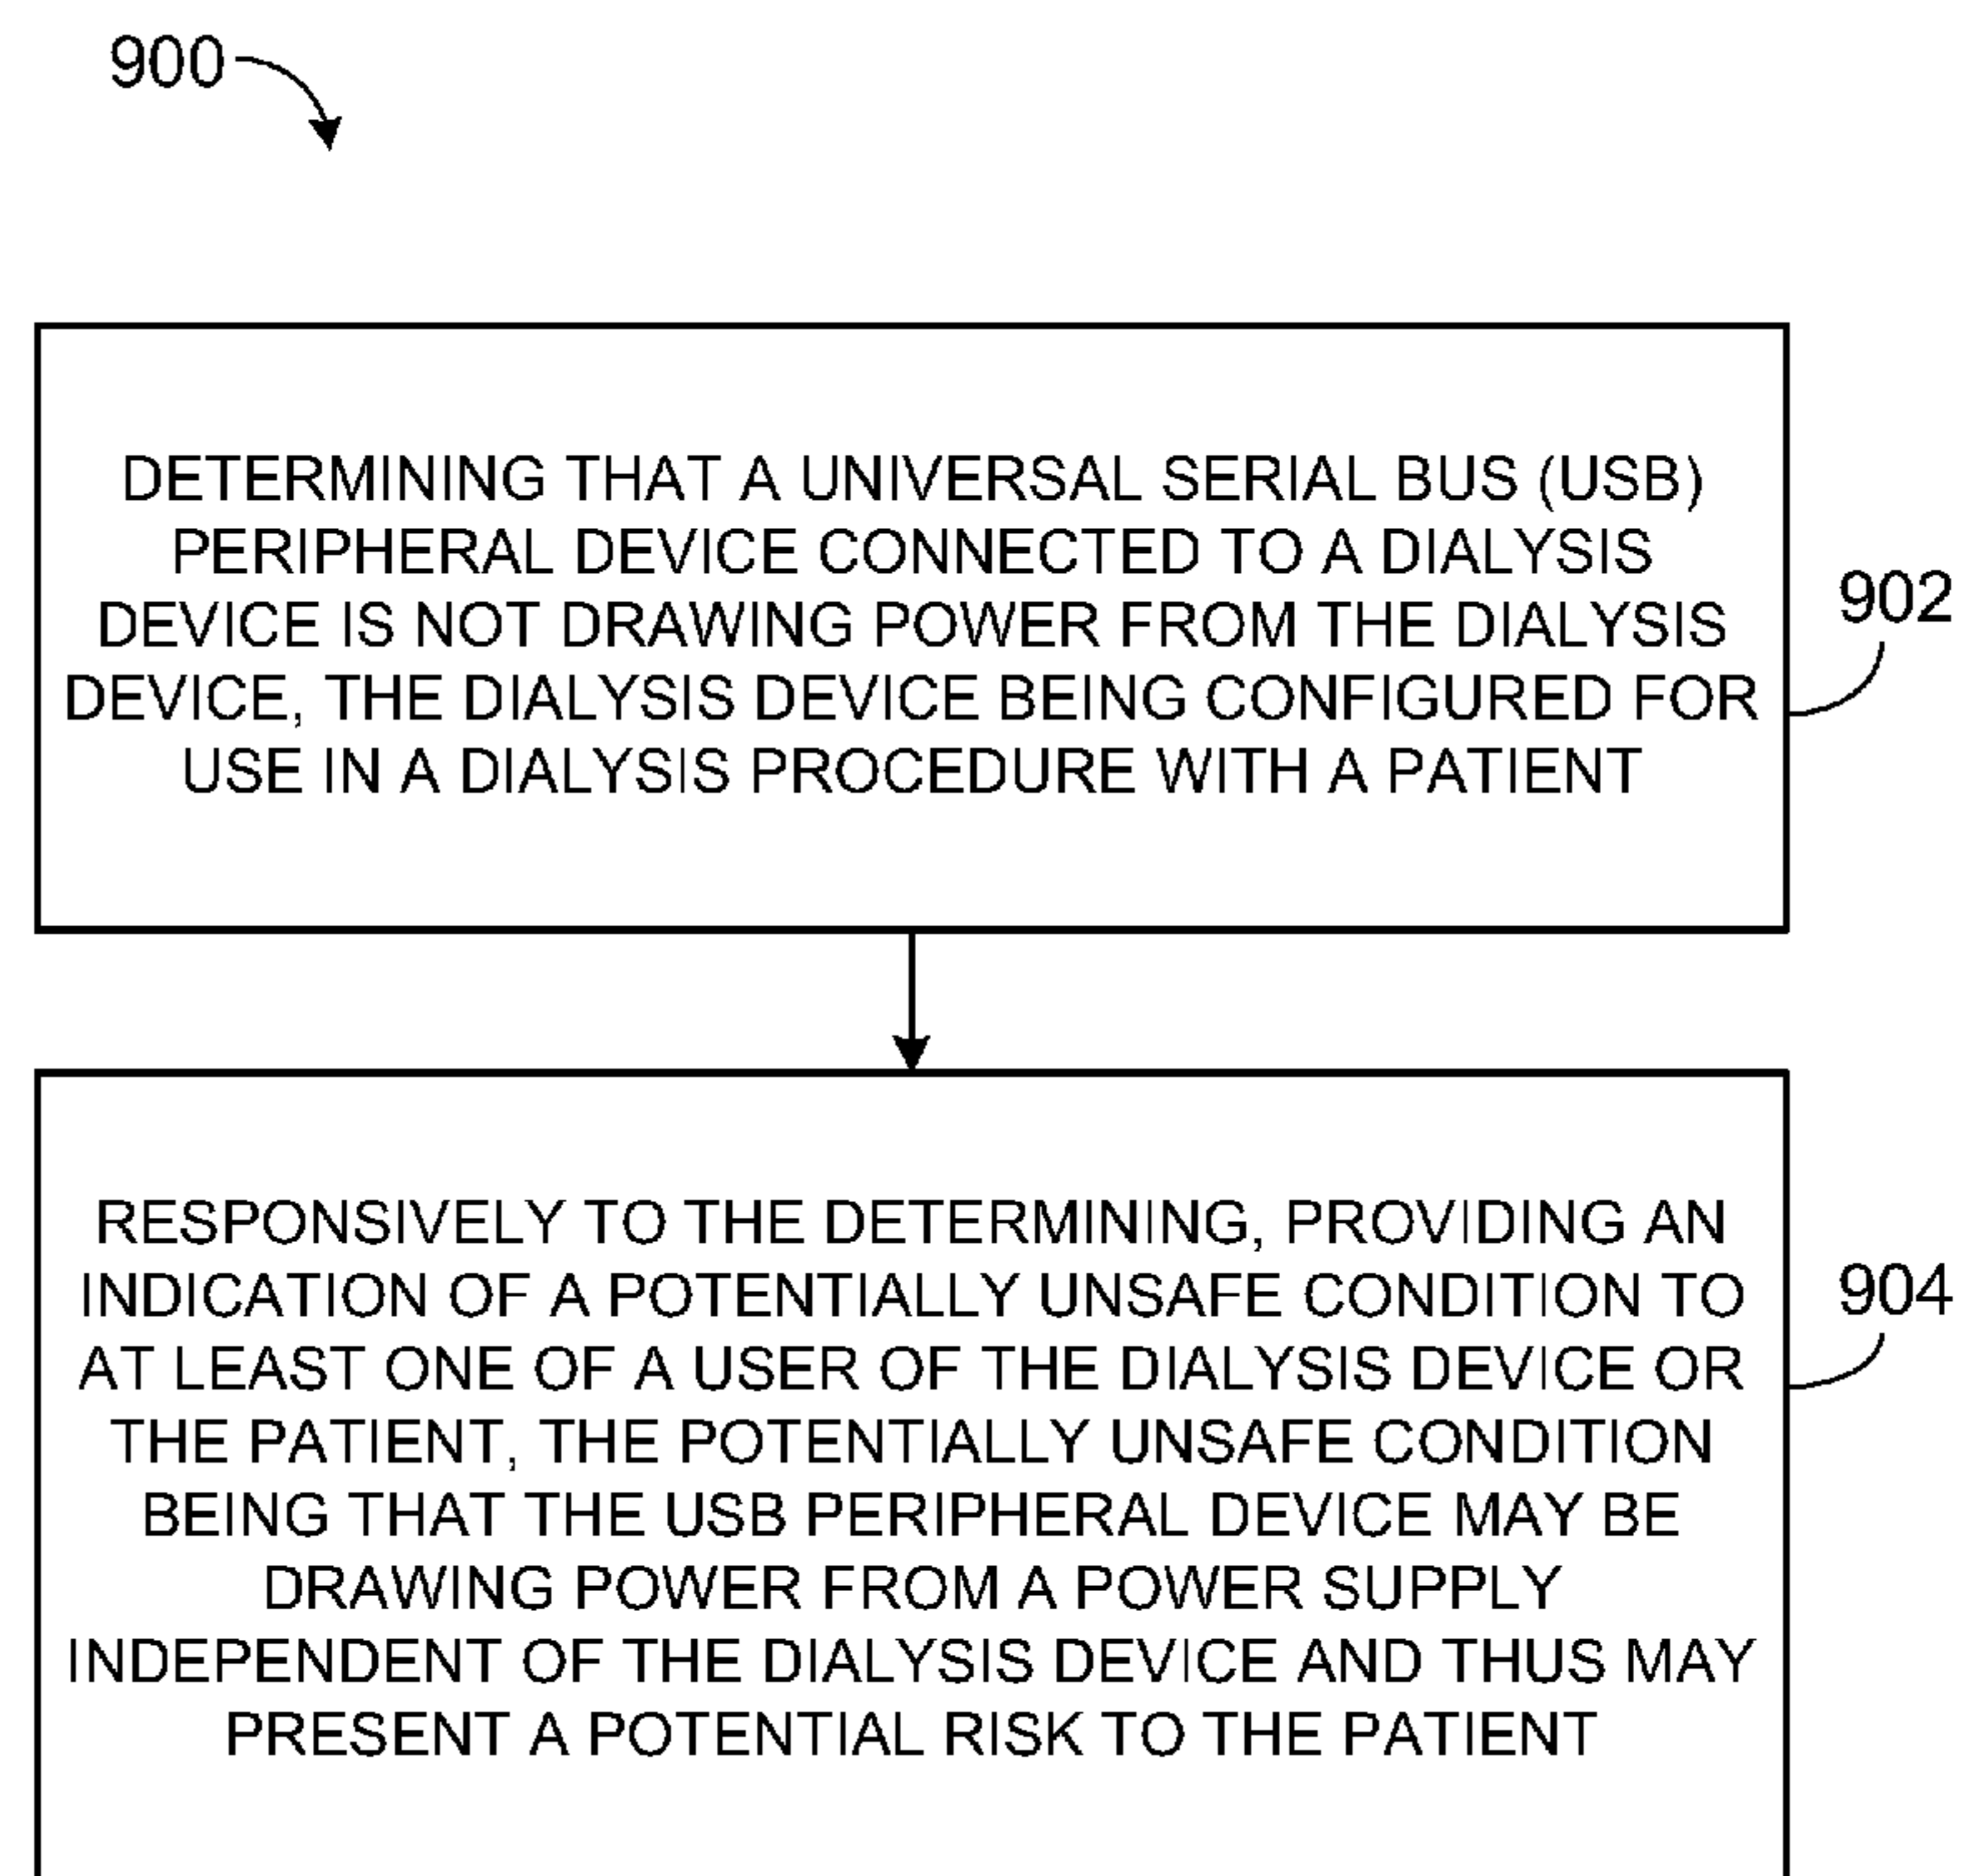 900
DETERMINING THAT A UNIVERSAL SERIAL BUS (USB)
PERIPHERAL DEVICE CONNECTED TO A DIALYSIS
DEVICE IS NOT DRAWING POWER FROM THE DIALYSIS
DEVICE, THE DIALYSIS DEVICE BEING CONFIGURED FOR
USE IN A DIALYSIS PROCEDURE WITH A PATIENT
902
RESPONSIVELY TO THE DETERMINING, PROVIDING AN
INDICATION OF A POTENTIALLY UNSAFE CONDITION TO
AT LEAST ONE OF A USER OF THE DIALYSIS DEVICE OR
THE PATIENT, THE POTENTIALLY UNSAFE CONDITION
BEING THAT THE USB PERIPHERAL DEVICE MAY BE
DRAWING POWER FROM A POWER SUPPLY
INDEPENDENT OF THE DIALYSIS DEVICE AND THUS MAY
PRESENT A POTENTIAL RISK TO THE PATIENT
904